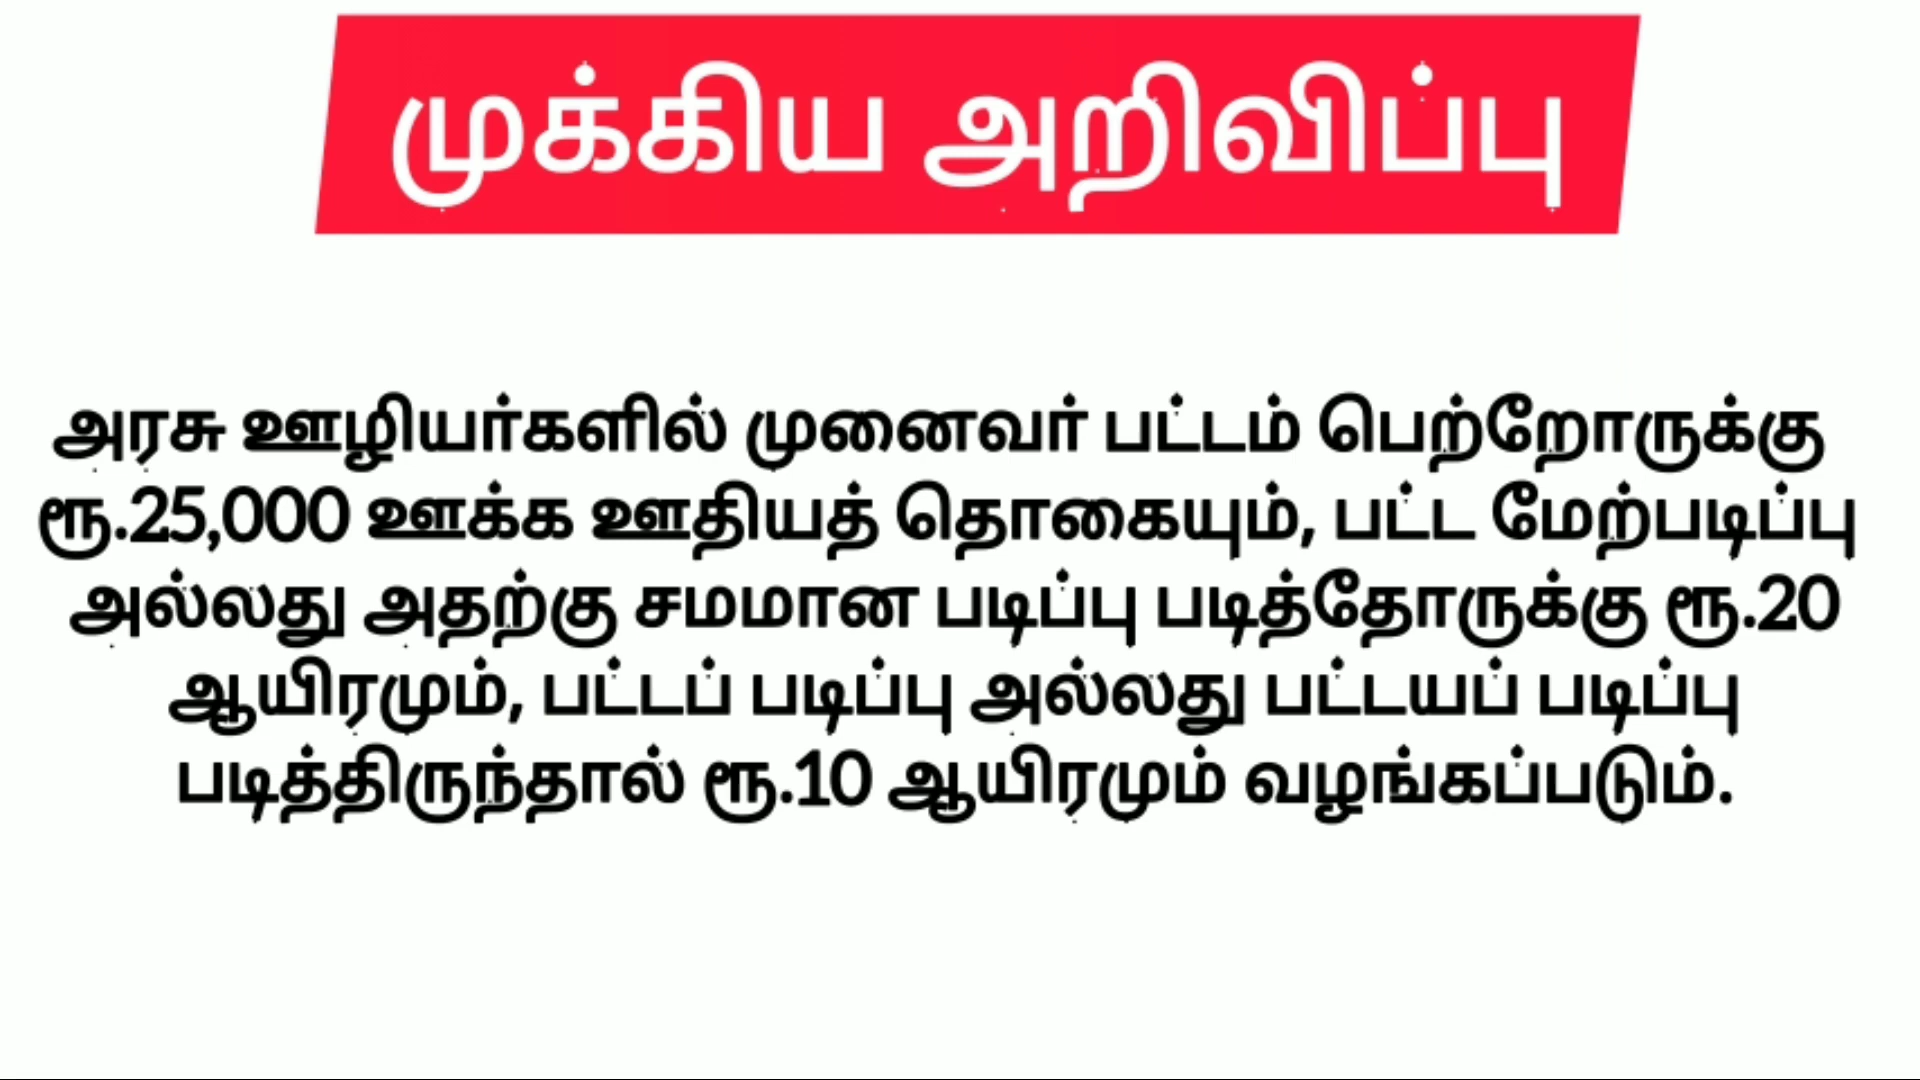 முக்கிய அறிவிப்பு
அரசு ஊழியர்களில் முனைவர் பட்டம் பெற்றோருக்கு
ரூ.25,000 ஊக்க ஊதியத் தொகையும், பட்ட மேற்படிப்பு
அல்லது அதற்கு சமமான படிப்பு படித்தோருக்கு ரூ.20
ஆயிரமும், பட்டப் படிப்பு அல்லது பட்டயப் படிப்பு
படித்திருந்தால் ரூ.10 ஆயிரமும் வழங்கப்படும்.